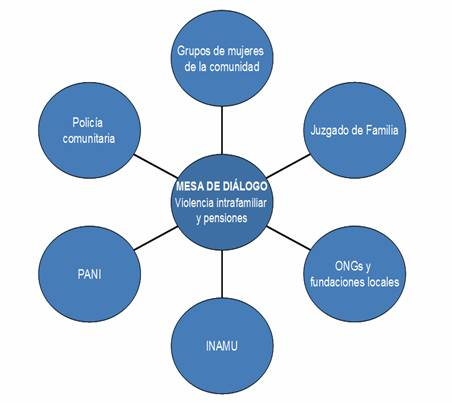 Grupos de mujeres
de la comunidad
Policía
comunitaria
Juzgado de Familia
MESA DE DIÁLOGO
Violencia intrafamiliar
y pensiones
PANI
ONGs y
fundaciones locales
INAMU